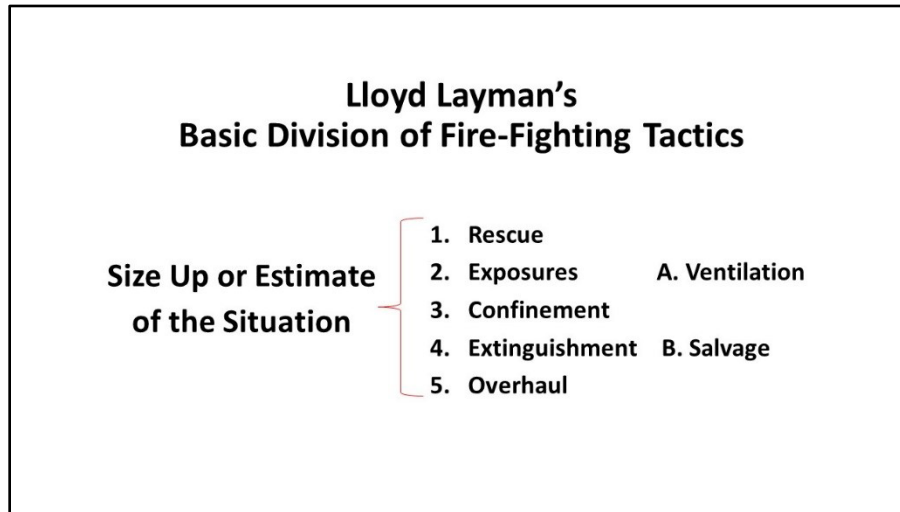 Lloyd Layman’s
Basic Division of Fire-Fighting Tactics
Size Up or Estimate
of the Situation
1. Rescue
2. Exposures A. Ventilation
3. Confinement
4. Extinguishment B. Salvage
5. Overhaul